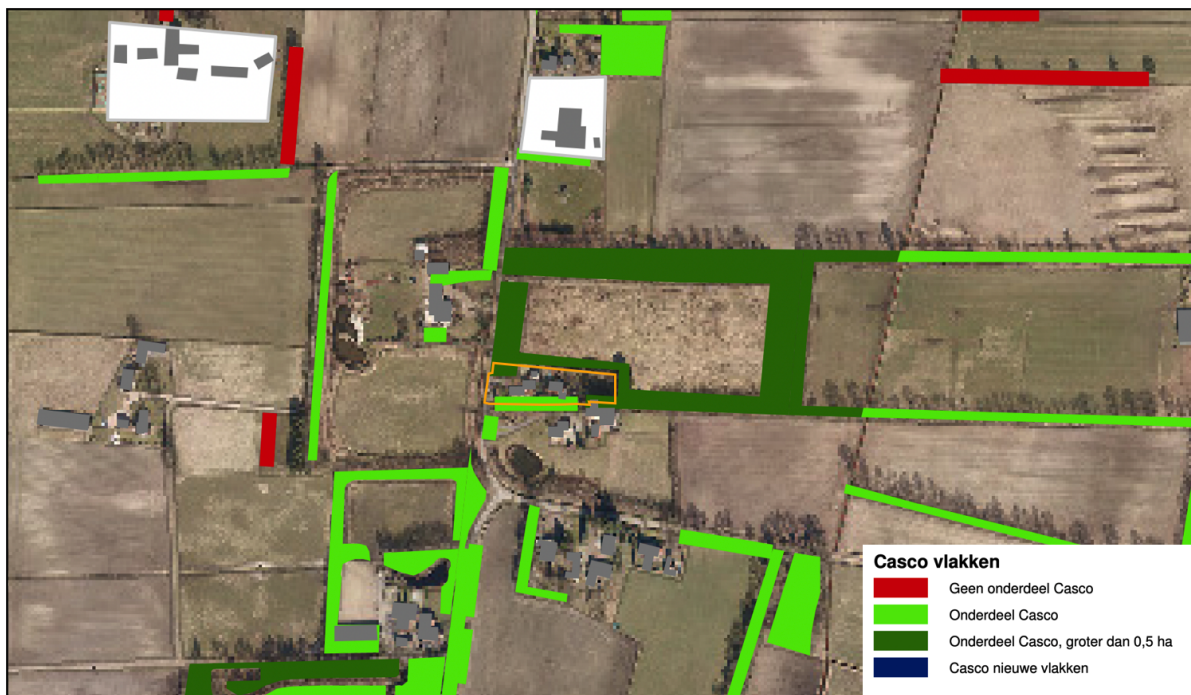 Casco vlakken
Geen onderdeel Casco
Onderdeel Casco
Onderdeel Casco, groter dan 0,5 ha
Casco nieuwe vlakken